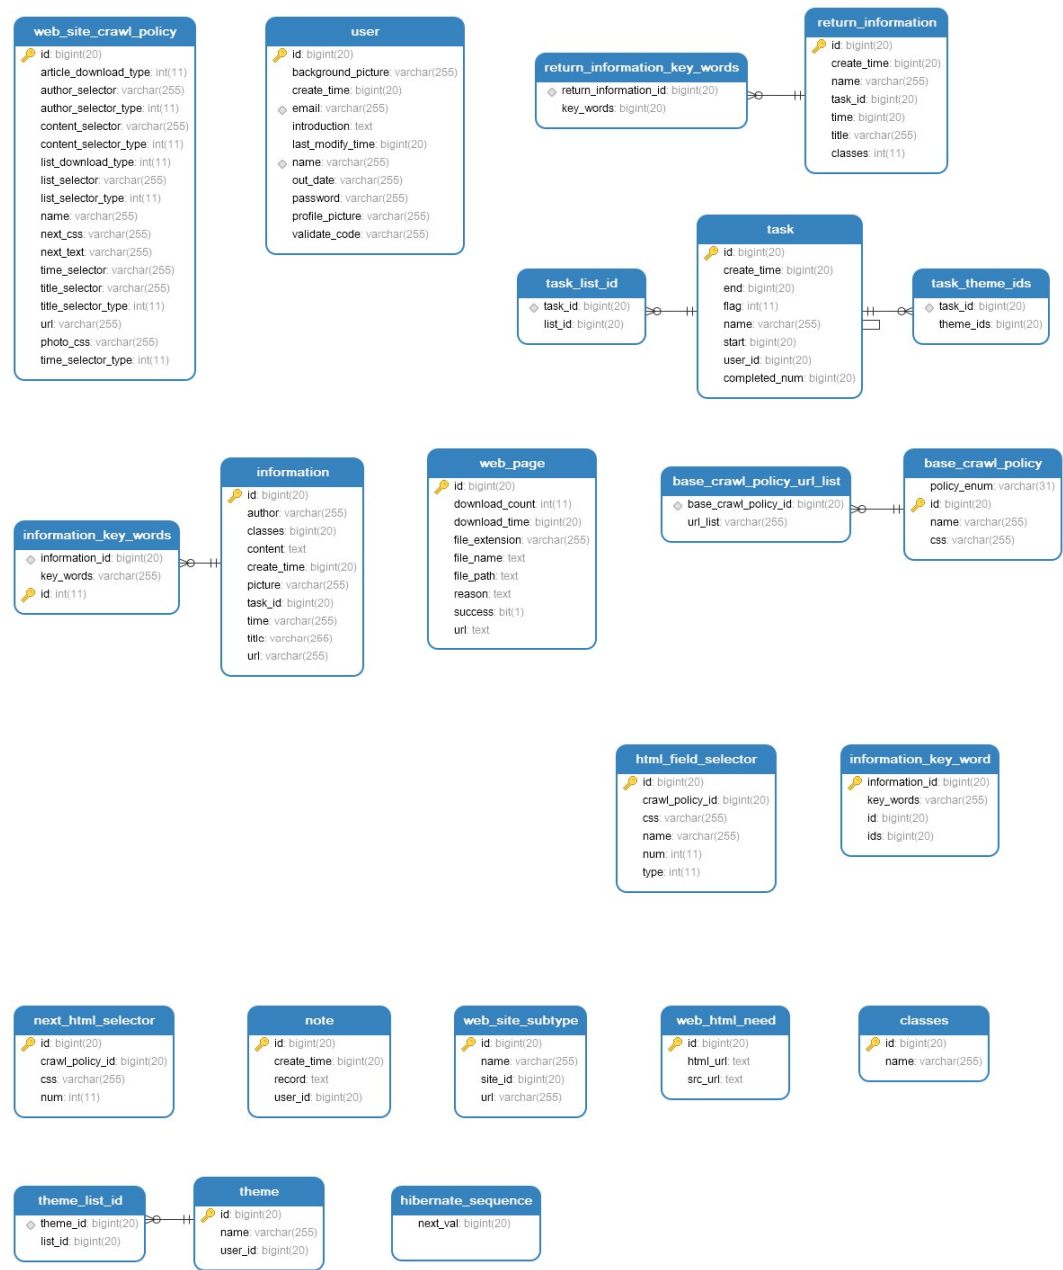 web_site_crawl_policy
id: bigint(20)
article_download_type: int(11)
author_selector: varchar(255)
author_selector_type: int(11)
content_selector: varchar(255)
content_selector_type: int(11)
list_download_type: int(11)
list_selector: varchar(255)
list_selector_type: int(11)
name: varchar(255)
next_css: varchar(255)
next_text: varchar(255)
time_selector: varchar(255)
title_selector: varchar(255)
title_selector_type: int(11)
url: varchar(255)
photo_css: varchar(255)
time_selector_type: int(11)
user
id: bigint(20)
background_picture: varchar(255)
create_time: bigint(20)
email: varchar(255)
introduction: text
last_modify_time: bigint(20)
name: varchar(255)
out_date: varchar(255)
password: varchar(255)
profile_picture: varchar(255)
validate_code: varchar(255)
return_information_key_words
return_information_id: bigint(20)
key_words: bigint(20)
return_information
id: bigint(20)
create_time: bigint(20)
name: varchar(255)
task_id: bigint(20)
time: bigint(20)
title: varchar(255)
classes: int(11)
task_list_id
task_id: bigint(20)
list_id: bigint(20)
task
id: bigint(20)
create_time: bigint(20)
end: bigint(20)
flag: int(11)
name: varchar(255)
start: bigint(20)
user_id: bigint(20)
completed_num: bigint(20)
task_theme_ids
task_id: bigint(20)
theme_ids: bigint(20)
information_key_words
information_id: bigint(20)
key_words: varchar(255)
id: int(11)
information
id: bigint(20)
author: varchar(255)
classes: bigint(20)
content: text
create_time: bigint(20)
picture: varchar(255)
task_id: bigint(20)
time: varchar(255)
title: varchar(255)
url: varchar(255)
web_page
id: bigint(20)
download_count: int(11)
download_time: bigint(20)
file_extension: varchar(255)
file_name: text
file_path: text
reason: text
success: bit(1)
url: text
base_crawl_policy_url_list
base_crawl_policy_id: bigint(20)
url_list: varchar(255)
base_crawl_policy
policy_enum: varchar(31)
id: bigint(20)
name: varchar(255)
css: varchar(255)
html_field_selector
id: bigint(20)
crawl_policy_id: bigint(20)
css: varchar(255)
name: varchar(255)
num: int(11)
type: int(11)
information_key_word
information_id: bigint(20)
key_words: varchar(255)
id: bigint(20)
ids: bigint(20)
next_html_selector
id: bigint(20)
crawl_policy_id: bigint(20)
css: varchar(255)
num: int(11)
note
id: bigint(20)
create_time: bigint(20)
record: text
user_id: bigint(20)
web_site_subtype
id: bigint(20)
name: varchar(255)
site_id: bigint(20)
url: varchar(255)
web_html_need
id: bigint(20)
html_url: text
src_url: text
classes
id: bigint(20)
name: varchar(255)
theme_list_id
theme_id: bigint(20)
list_id: bigint(20)
theme
id: bigint(20)
name: varchar(255)
user_id: bigint(20)
hibernate_sequence
next_val: bigint(20)